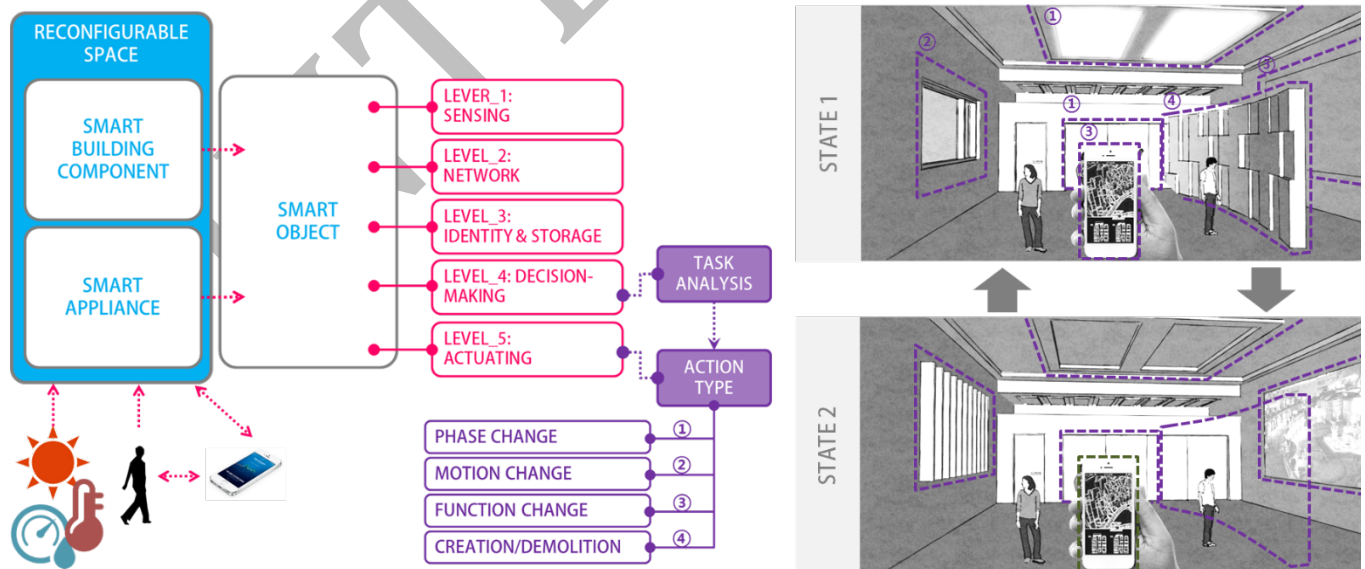 RECONFIGURABLE
SPACE
SMART
BUILDING
COMPONENT
SMART
APPLIANCE
SMART
OBJECT
LEVER_1:
SENSING
LEVEL_2:
NETWORK
LEVEL_3:
IDENTITY & STORAGE
LEVEL_4: DECISION-
MAKING
LEVEL_5:
ACTUATING
TASK
ANALYSIS
ACTION
TYPE
PHASE CHANGE ①
MOTION CHANGE ②
FUNCTION CHANGE ③
CREATION/DEMOLITION ④
STATE 1
①
②
③
①
④
③
STATE 2